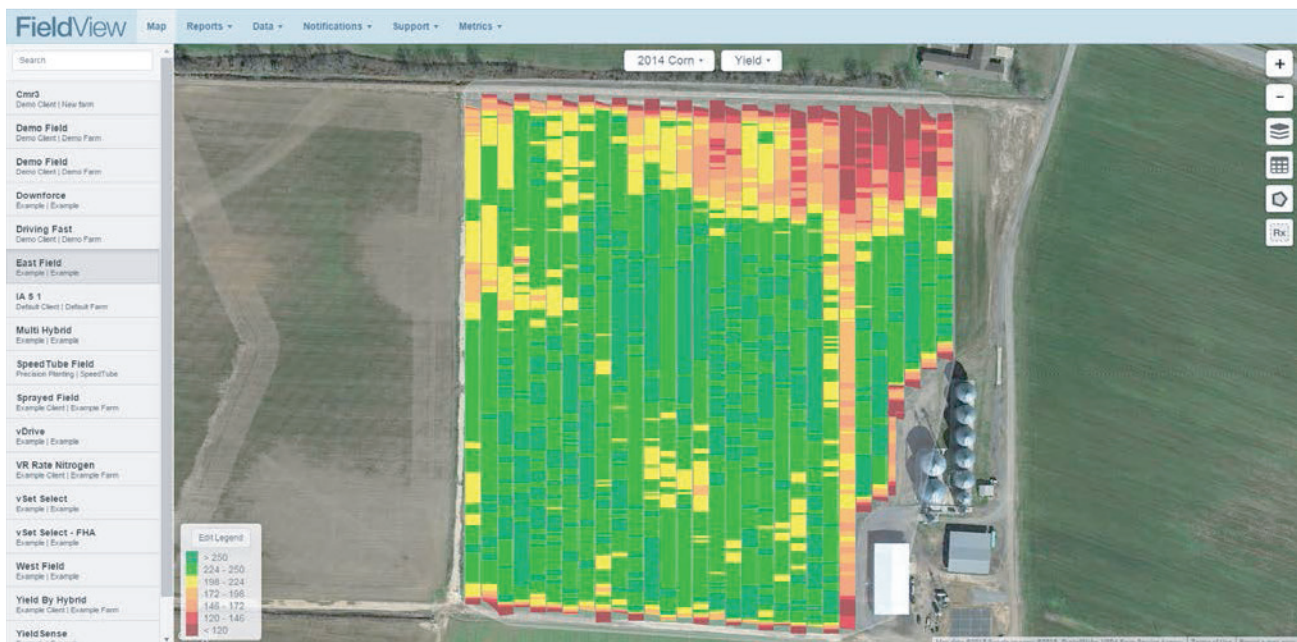 FieldView Map Reports Data Notifications Support Metrics
Search
Cmr3
Demo Client | New farm
Demo Field
Demo Client | Demo Farm
Demo Field
Demo Client | Demo Farm
Downforce
Example | Example
Driving Fast
Demo Client | Demo Farm
East Field
Example | Example
IA 5 1
Default Client | Default Farm
Multi Hybrid
Example | Example
SpeedTube Field
Precision Planting | SpeedTube
Sprayed Field
Example Client | Example Farm
vDrive
Example | Example
VR Rate Nitrogen
Example Client | Example Farm
vSet Select
Example | Example
vSet Select - FHA
Example | Example
West Field
Example | Example
Yield By Hybrid
Example Client | Example Farm
YieldSense
2014 Corn Yield
+
−
Rx
Edit Legend
> 250
224 - 250
198 - 224
172 - 198
146 - 172
120 - 146
< 120